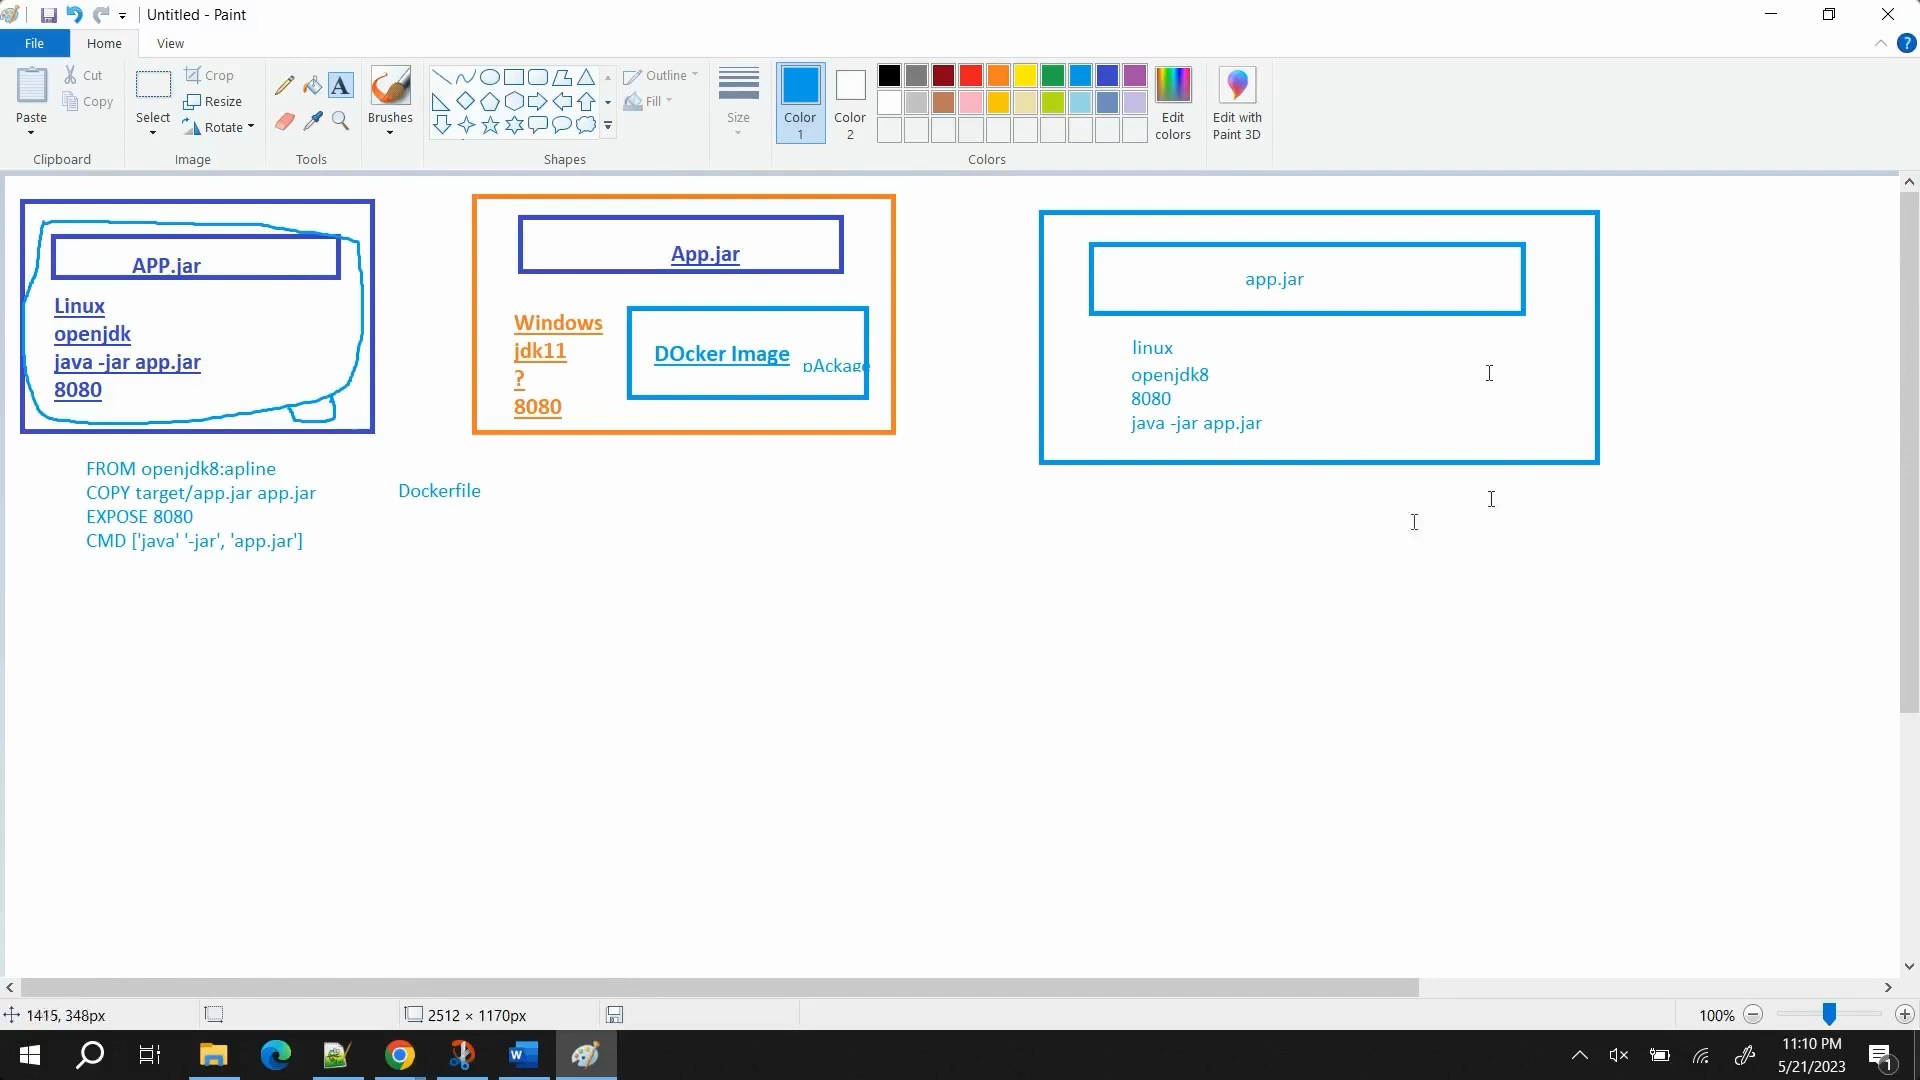 Untitled - Paint
File
Home
View
Paste
Cut
Copy
Clipboard
Select
Crop
Resize
Rotate
Image
A
Tools
Brushes
Shapes
Outline
Fill
Size
Color 1
Color 2
Edit colors
Colors
Edit with Paint 3D
?
APP.jar
Linux
openjdk
java -jar app.jar
8080
App.jar
Windows
jdk11
?
8080
DOcker Image
pAckage
app.jar
linux
openjdk8
8080
java -jar app.jar
FROM openjdk8:apline
COPY target/app.jar app.jar
EXPOSE 8080
CMD ['java' '-jar', 'app.jar']
Dockerfile
1415, 348px
2512 × 1170px
100%
W
11:10 PM
5/21/2023
1